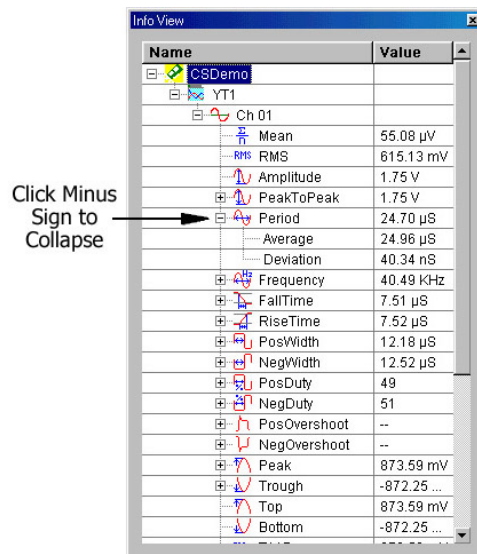 Info View
Name Value
CSDemo
YT1
Ch 01
Σ n Mean 55.08 µV
RMS RMS 615.13 mV
Amplitude 1.75 V
PeakToPeak 1.75 V
Click Minus Sign to Collapse
Period 24.70 µS
Average 24.96 µS
Deviation 40.34 nS
Hz Frequency 40.49 KHz
FallTime 7.51 µS
RiseTime 7.52 µS
PosWidth 12.18 µS
NegWidth 12.52 µS
PosDuty 49
NegDuty 51
PosOvershoot --
NegOvershoot --
Peak 873.59 mV
Trough -872.25 ...
Top 873.59 mV
Bottom -872.25 ...